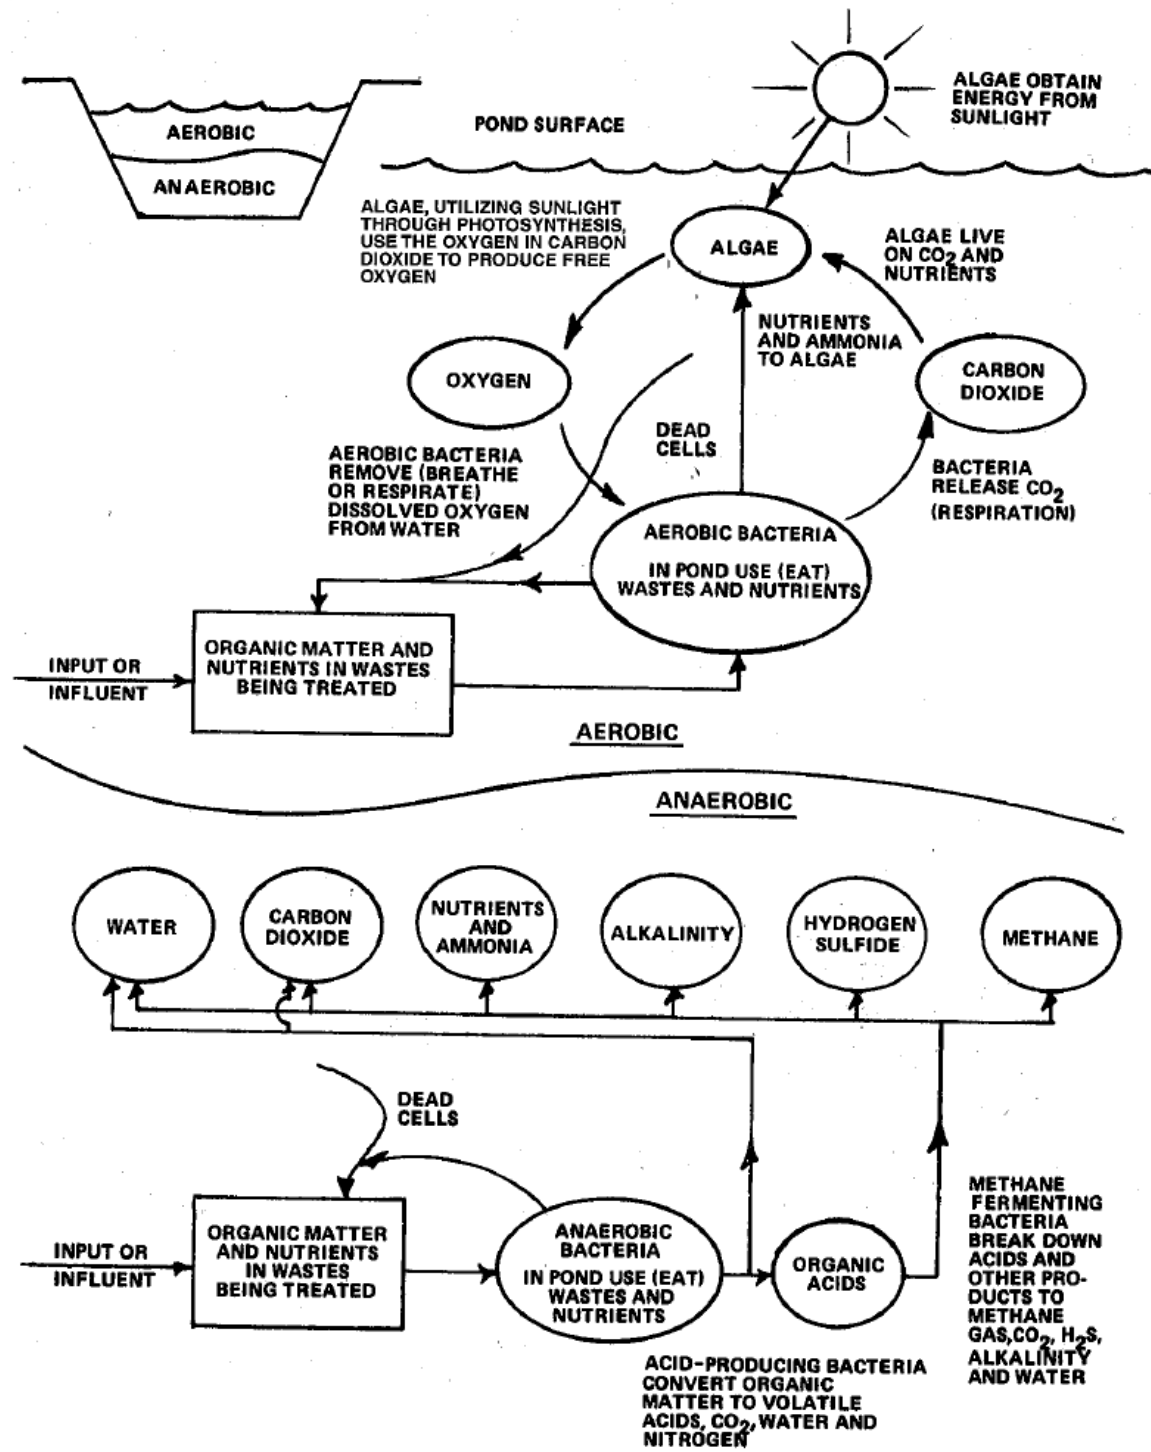 ALGAE OBTAIN
ENERGY FROM
SUNLIGHT
POND SURFACE
AEROBIC
ANAEROBIC
ALGAE, UTILIZING SUNLIGHT
THROUGH PHOTOSYNTHESIS,
USE THE OXYGEN IN CARBON
DIOXIDE TO PRODUCE FREE
OXYGEN
ALGAE
ALGAE LIVE
ON CO2 AND
NUTRIENTS
NUTRIENTS
AND AMMONIA
TO ALGAE
OXYGEN
CARBON
DIOXIDE
DEAD
CELLS
AEROBIC BACTERIA
REMOVE (BREATHE
OR RESPIRATE)
DISSOLVED OXYGEN
FROM WATER
BACTERIA
RELEASE CO2
(RESPIRATION)
AEROBIC BACTERIA
IN POND USE (EAT)
WASTES AND NUTRIENTS
INPUT OR
INFLUENT
ORGANIC MATTER AND
NUTRIENTS IN WASTES
BEING TREATED
AEROBIC
ANAEROBIC
WATER
CARBON
DIOXIDE
NUTRIENTS
AND
AMMONIA
ALKALINITY
HYDROGEN
SULFIDE
METHANE
DEAD
CELLS
INPUT OR
INFLUENT
ORGANIC MATTER
AND NUTRIENTS
IN WASTES
BEING TREATED
ANAEROBIC
BACTERIA
IN POND USE (EAT)
WASTES AND
NUTRIENTS
ORGANIC
ACIDS
METHANE
FERMENTING
BACTERIA
BREAK DOWN
ACIDS AND
OTHER PRO-
DUCTS TO
METHANE
GAS,CO2, H2S,
ALKALINITY
AND WATER
ACID-PRODUCING BACTERIA
CONVERT ORGANIC
MATTER TO VOLATILE
ACIDS, CO2, WATER AND
NITROGEN